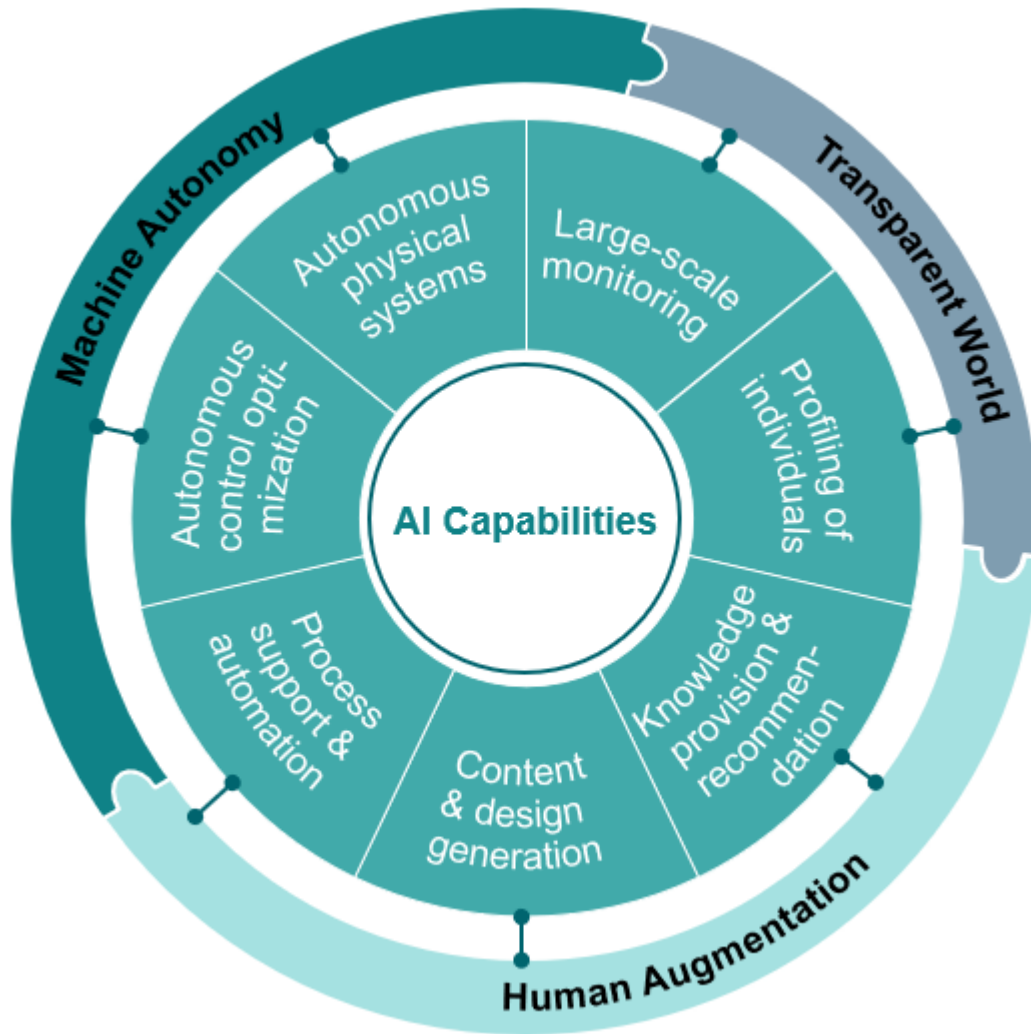 Machine Autonomy
Transparent World
Human Augmentation
Autonomous
physical
systems
Large-scale
monitoring
Profiling of
individuals
Knowledge
provision &
recommen-
dation
Content
& design
generation
Process
support &
automation
Autonomous
control opti-
mization
AI Capabilities